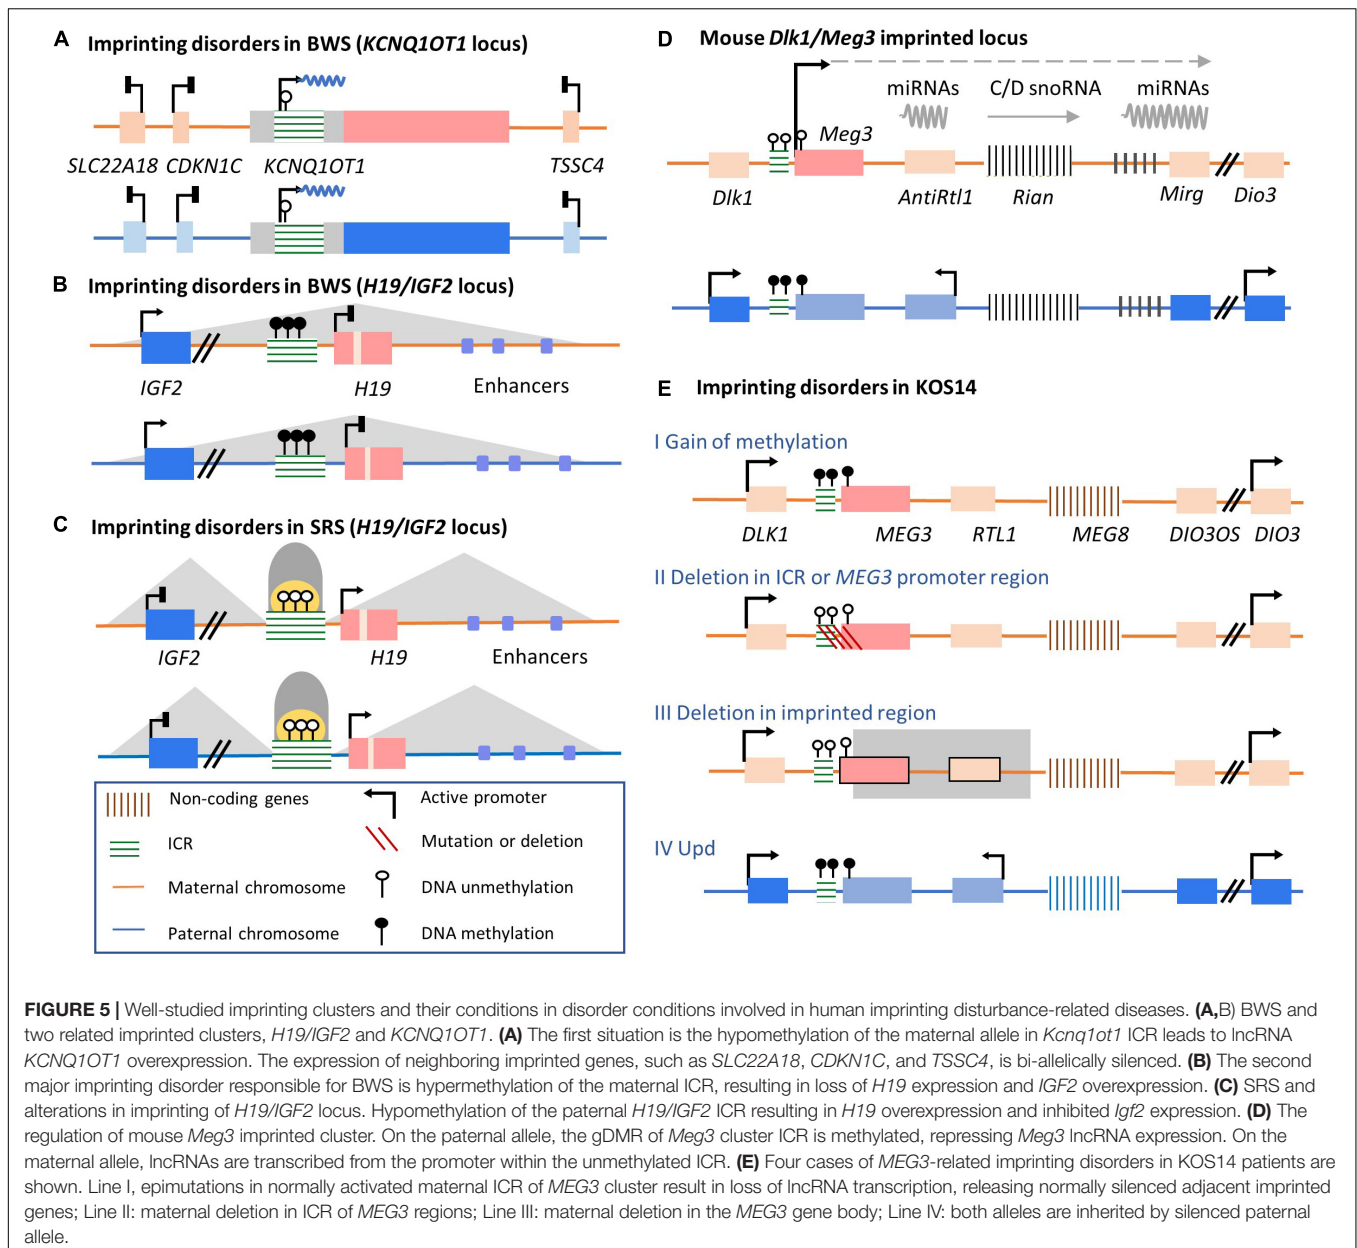 A Imprinting disorders in BWS (KCNQ1OT1 locus)
SLC22A18 CDKN1C KCNQ1OT1 TSSC4
B Imprinting disorders in BWS (H19/IGF2 locus)
IGF2 H19 Enhancers
C Imprinting disorders in SRS (H19/IGF2 locus)
IGF2 H19 Enhancers
Non-coding genes Active promoter
ICR Mutation or deletion
Maternal chromosome DNA unmethylation
Paternal chromosome DNA methylation
D Mouse Dlk1/Meg3 imprinted locus
miRNAs C/D snoRNA miRNAs
Meg3
Dlk1 AntiRtl1 Rian Mirg Dio3
E Imprinting disorders in KOS14
I Gain of methylation
DLK1 MEG3 RTL1 MEG8 DIO3OS DIO3
II Deletion in ICR or MEG3 promoter region
III Deletion in imprinted region
IV Upd
FIGURE 5 | Well-studied imprinting clusters and their conditions in disorder conditions involved in human imprinting disturbance-related diseases. (A,B) BWS and
two related imprinted clusters, H19/IGF2 and KCNQ1OT1. (A) The first situation is the hypomethylation of the maternal allele in Kcnq1ot1 ICR leads to lncRNA
KCNQ1OT1 overexpression. The expression of neighboring imprinted genes, such as SLC22A18, CDKN1C, and TSSC4, is bi-allelically silenced. (B) The second
major imprinting disorder responsible for BWS is hypermethylation of the maternal ICR, resulting in loss of H19 expression and IGF2 overexpression. (C) SRS and
alterations in imprinting of H19/IGF2 locus. Hypomethylation of the paternal H19/IGF2 ICR resulting in H19 overexpression and inhibited Igf2 expression. (D) The
regulation of mouse Meg3 imprinted cluster. On the paternal allele, the gDMR of Meg3 cluster ICR is methylated, repressing Meg3 lncRNA expression. On the
maternal allele, lncRNAs are transcribed from the promoter within the unmethylated ICR. (E) Four cases of MEG3-related imprinting disorders in KOS14 patients are
shown. Line I, epimutations in normally activated maternal ICR of MEG3 cluster result in loss of lncRNA transcription, releasing normally silenced adjacent imprinted
genes; Line II: maternal deletion in ICR of MEG3 regions; Line III: maternal deletion in the MEG3 gene body; Line IV: both alleles are inherited by silenced paternal
allele.